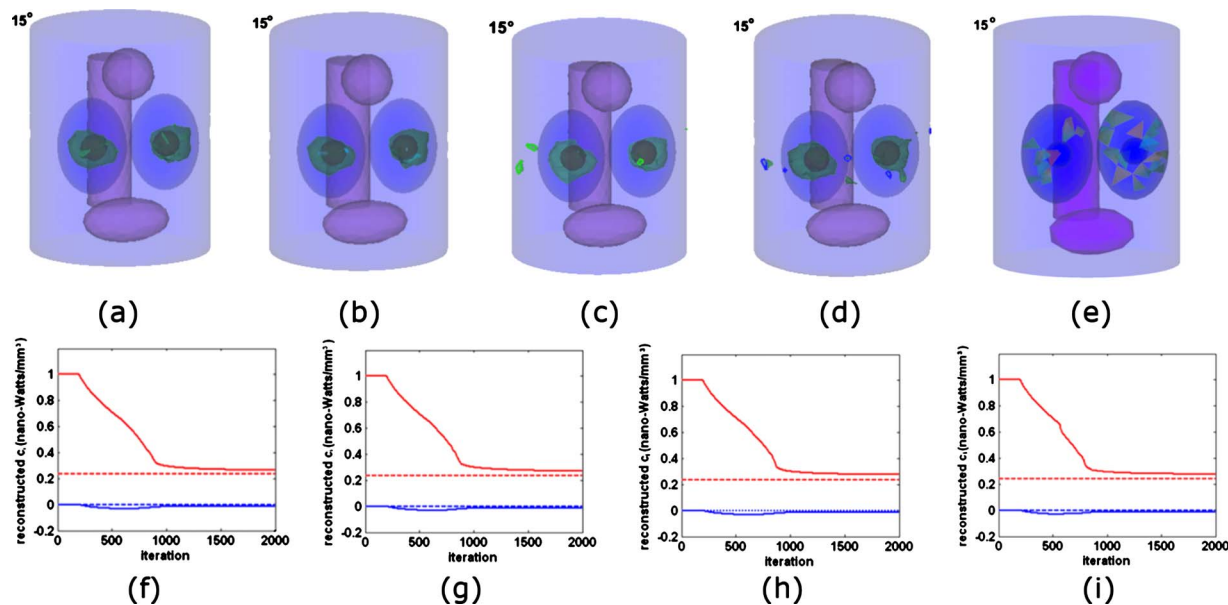 15° 15° 15° 15° 15°
(a) (b) (c) (d) (e)
reconstructed cᵢ(nano-Watts/mm³)
1
0.8
0.6
0.4
0.2
0
-0.2
0 500 1000 1500 2000
iteration
(f)
reconstructed cᵢ(nano-Watts/mm³)
1
0.8
0.6
0.4
0.2
0
-0.2
0 500 1000 1500 2000
iteration
(g)
reconstructed cᵢ(nano-Watts/mm³)
1
0.8
0.6
0.4
0.2
0
-0.2
0 500 1000 1500 2000
iteration
(h)
reconstructed cᵢ(nano-Watts/mm³)
1
0.8
0.6
0.4
0.2
0
-0.2
0 500 1000 1500 2000
iteration
(i)